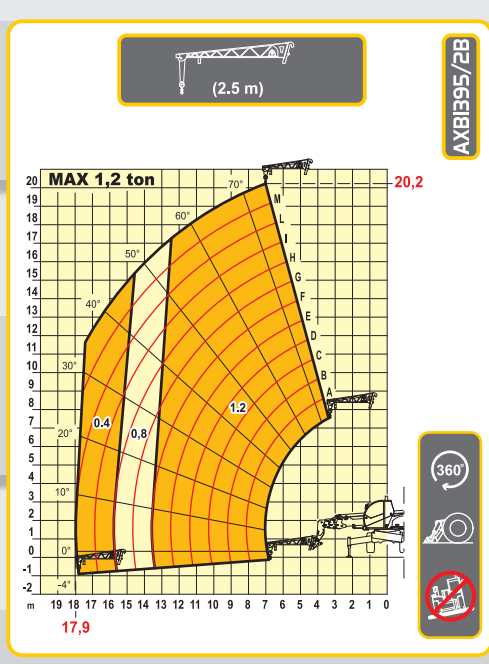 (2.5 m)
AXBI395/2B
MAX 1,2 ton
20,2
70°
60°
50°
40°
30°
20°
10°
0°
-4°
M
L
I
H
G
F
E
D
C
B
A
0.4
0,8
1.2
20
19
18
17
16
15
14
13
12
11
10
9
8
7
6
5
4
3
2
1
0
-1
-2
m 19 18 17 16 15 14 13 12 11 10 9 8 7 6 5 4 3 2 1 0
17,9
360°